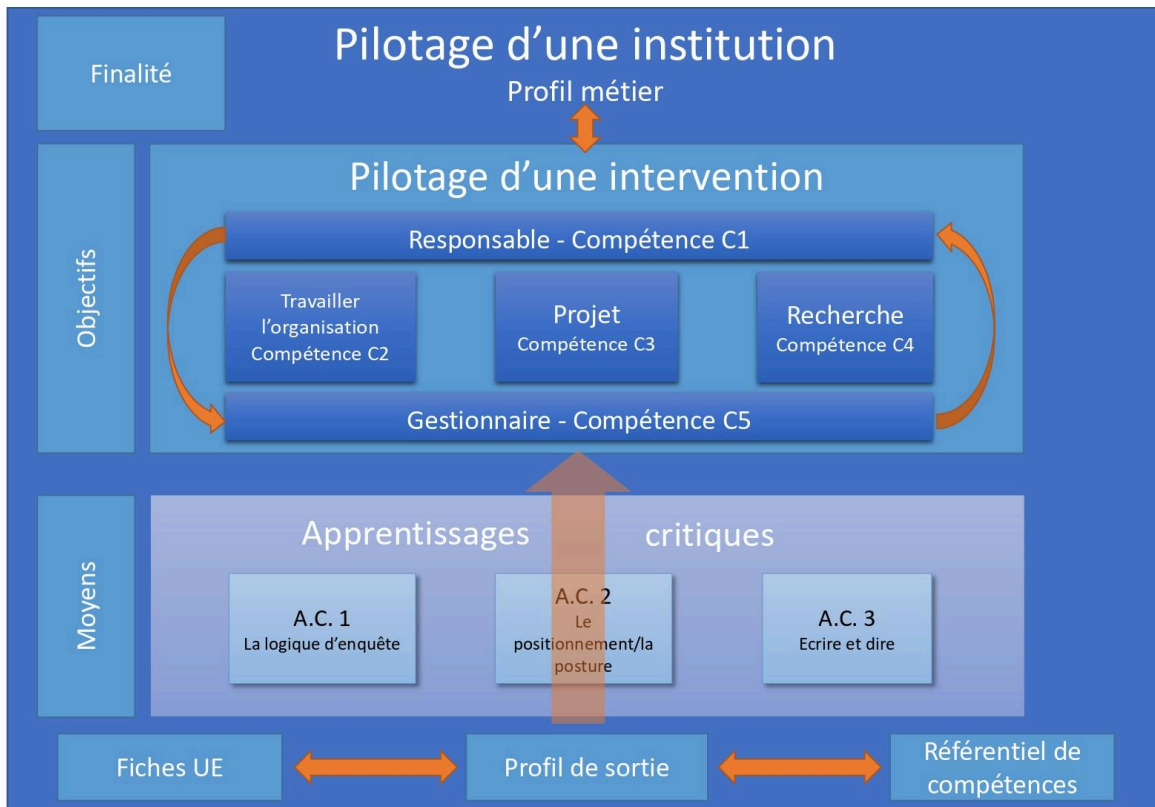 Pilotage d’une institution
Finalité
Profil métier
Objectifs
Pilotage d’une intervention
Responsable - Compétence C1
Travailler
l’organisation
Compétence C2
Projet
Compétence C3
Recherche
Compétence C4
Gestionnaire - Compétence C5
Moyens
Apprentissages critiques
A.C. 1
La logique d’enquête
A.C. 2
Le
positionnement/la
posture
A.C. 3
Ecrire et dire
Fiches UE
Profil de sortie
Référentiel de
compétences